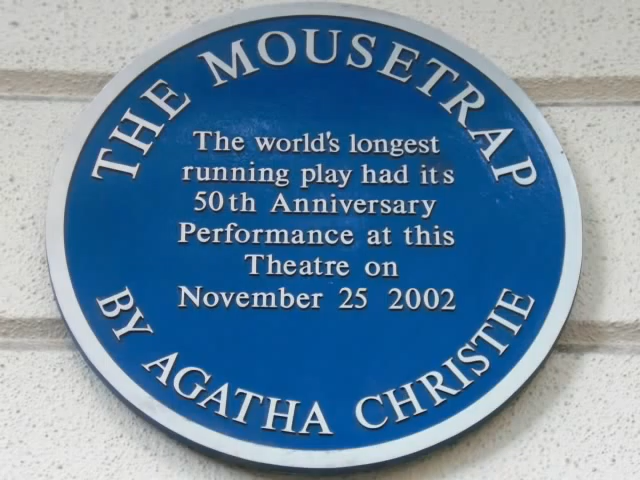 THE MOUSETRAP
The world's longest
running play had its
50th Anniversary
Performance at this
Theatre on
November 25 2002
BY AGATHA CHRISTIE